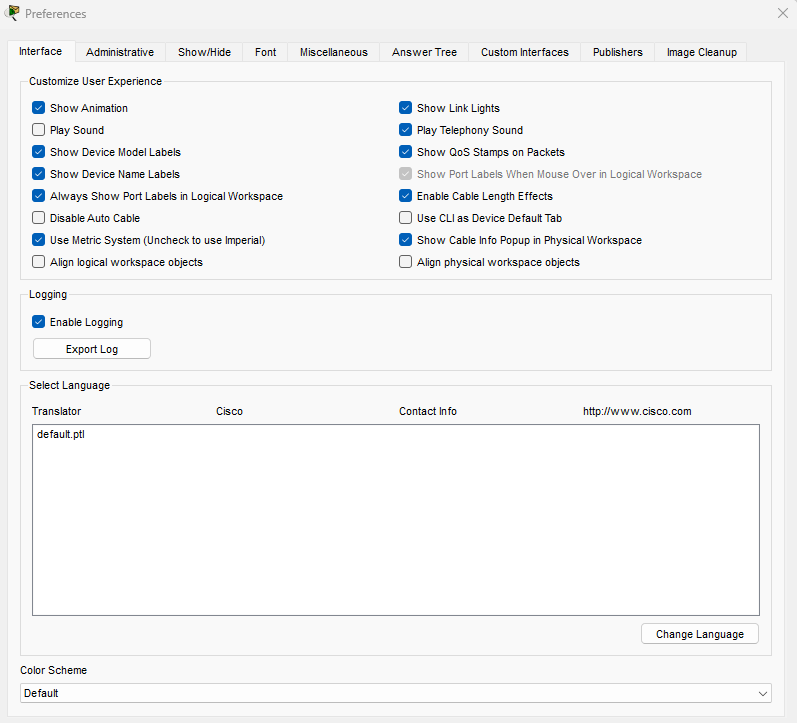 Preferences
Interface Administrative Show/Hide Font Miscellaneous Answer Tree Custom Interfaces Publishers Image Cleanup
Customize User Experience
Show Animation Show Link Lights
Play Sound Play Telephony Sound
Show Device Model Labels Show QoS Stamps on Packets
Show Device Name Labels Show Port Labels When Mouse Over in Logical Workspace
Always Show Port Labels in Logical Workspace Enable Cable Length Effects
Disable Auto Cable Use CLI as Device Default Tab
Use Metric System (Uncheck to use Imperial) Show Cable Info Popup in Physical Workspace
Align logical workspace objects Align physical workspace objects
Logging
Enable Logging
Export Log
Select Language
Translator Cisco Contact Info http://www.cisco.com
default.ptl
Change Language
Color Scheme
Default